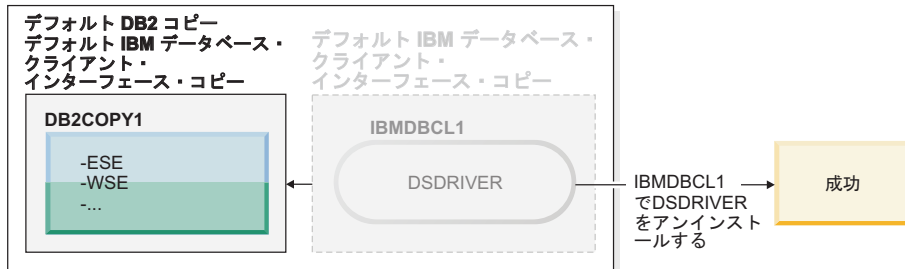 デフォルト DB2 コピー
デフォルト IBM データベース・
クライアント・
インターフェース・コピー
DB2COPY1
-ESE
-WSE
-...
デフォルト IBM データベース・
クライアント・
インターフェース・コピー
IBMDBCL1
DSDRIVER
IBMDBCL1
でDSDRIVER
をアンインスト
ールする
成功